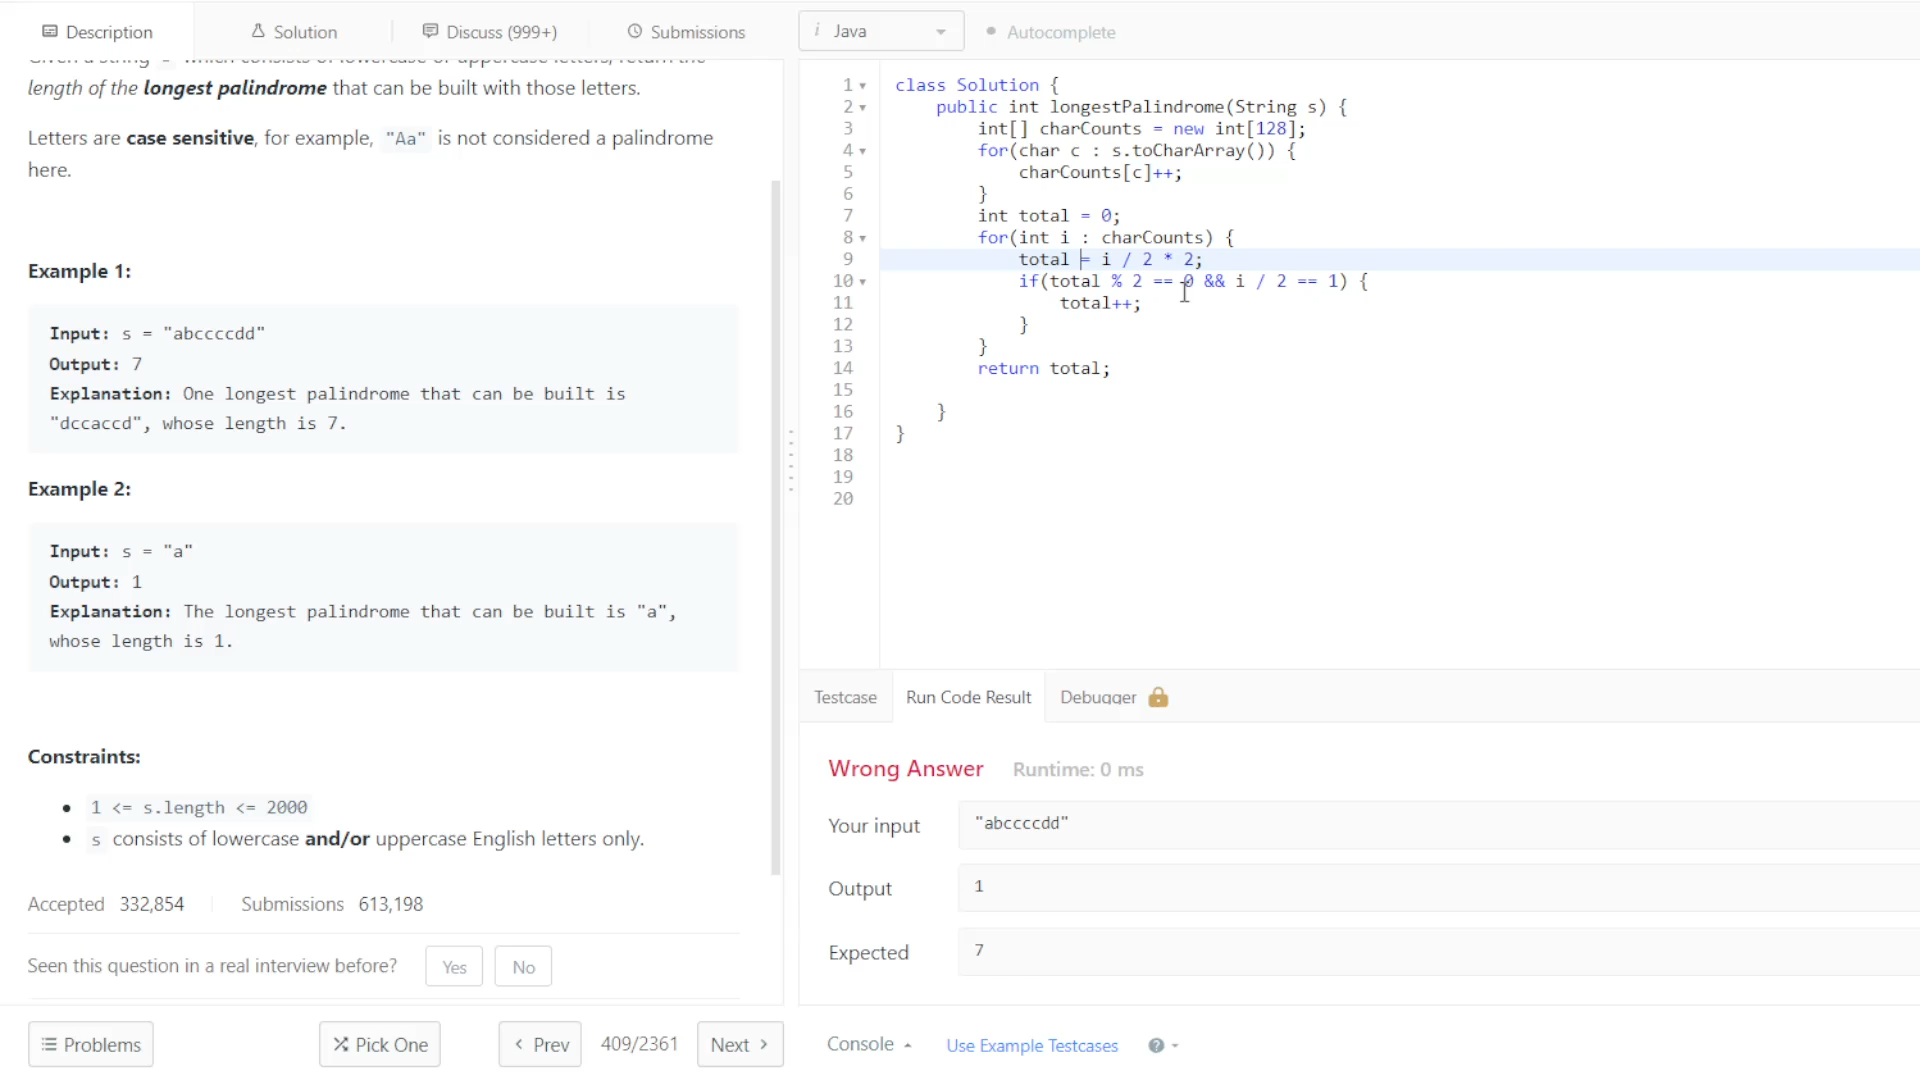 Description
Solution
Discuss (999+)
Submissions
i Java
Autocomplete
length of the longest palindrome that can be built with those letters.
Letters are case sensitive, for example, "Aa" is not considered a palindrome
here.
Example 1:
Input: s = "abccccdd"
Output: 7
Explanation: One longest palindrome that can be built is
"dccaccd", whose length is 7.
Example 2:
Input: s = "a"
Output: 1
Explanation: The longest palindrome that can be built is "a",
whose length is 1.
Constraints:
1 <= s.length <= 2000
s consists of lowercase and/or uppercase English letters only.
Accepted 332,854 Submissions 613,198
Seen this question in a real interview before? Yes No
Problems
Pick One
Prev
409/2361
Next
1 class Solution {
2 public int longestPalindrome(String s) {
3 int[] charCounts = new int[128];
4 for(char c : s.toCharArray()) {
5 charCounts[c]++;
6 }
7 int total = 0;
8 for(int i : charCounts) {
9 total = i / 2 * 2;
10 if(total % 2 == 0 && i / 2 == 1) {
11 total++;
12 }
13 }
14 return total;
15
16 }
17 }
18
19
20
Testcase
Run Code Result
Debugger
Wrong Answer Runtime: 0 ms
Your input "abccccdd"
Output 1
Expected 7
Console
Use Example Testcases